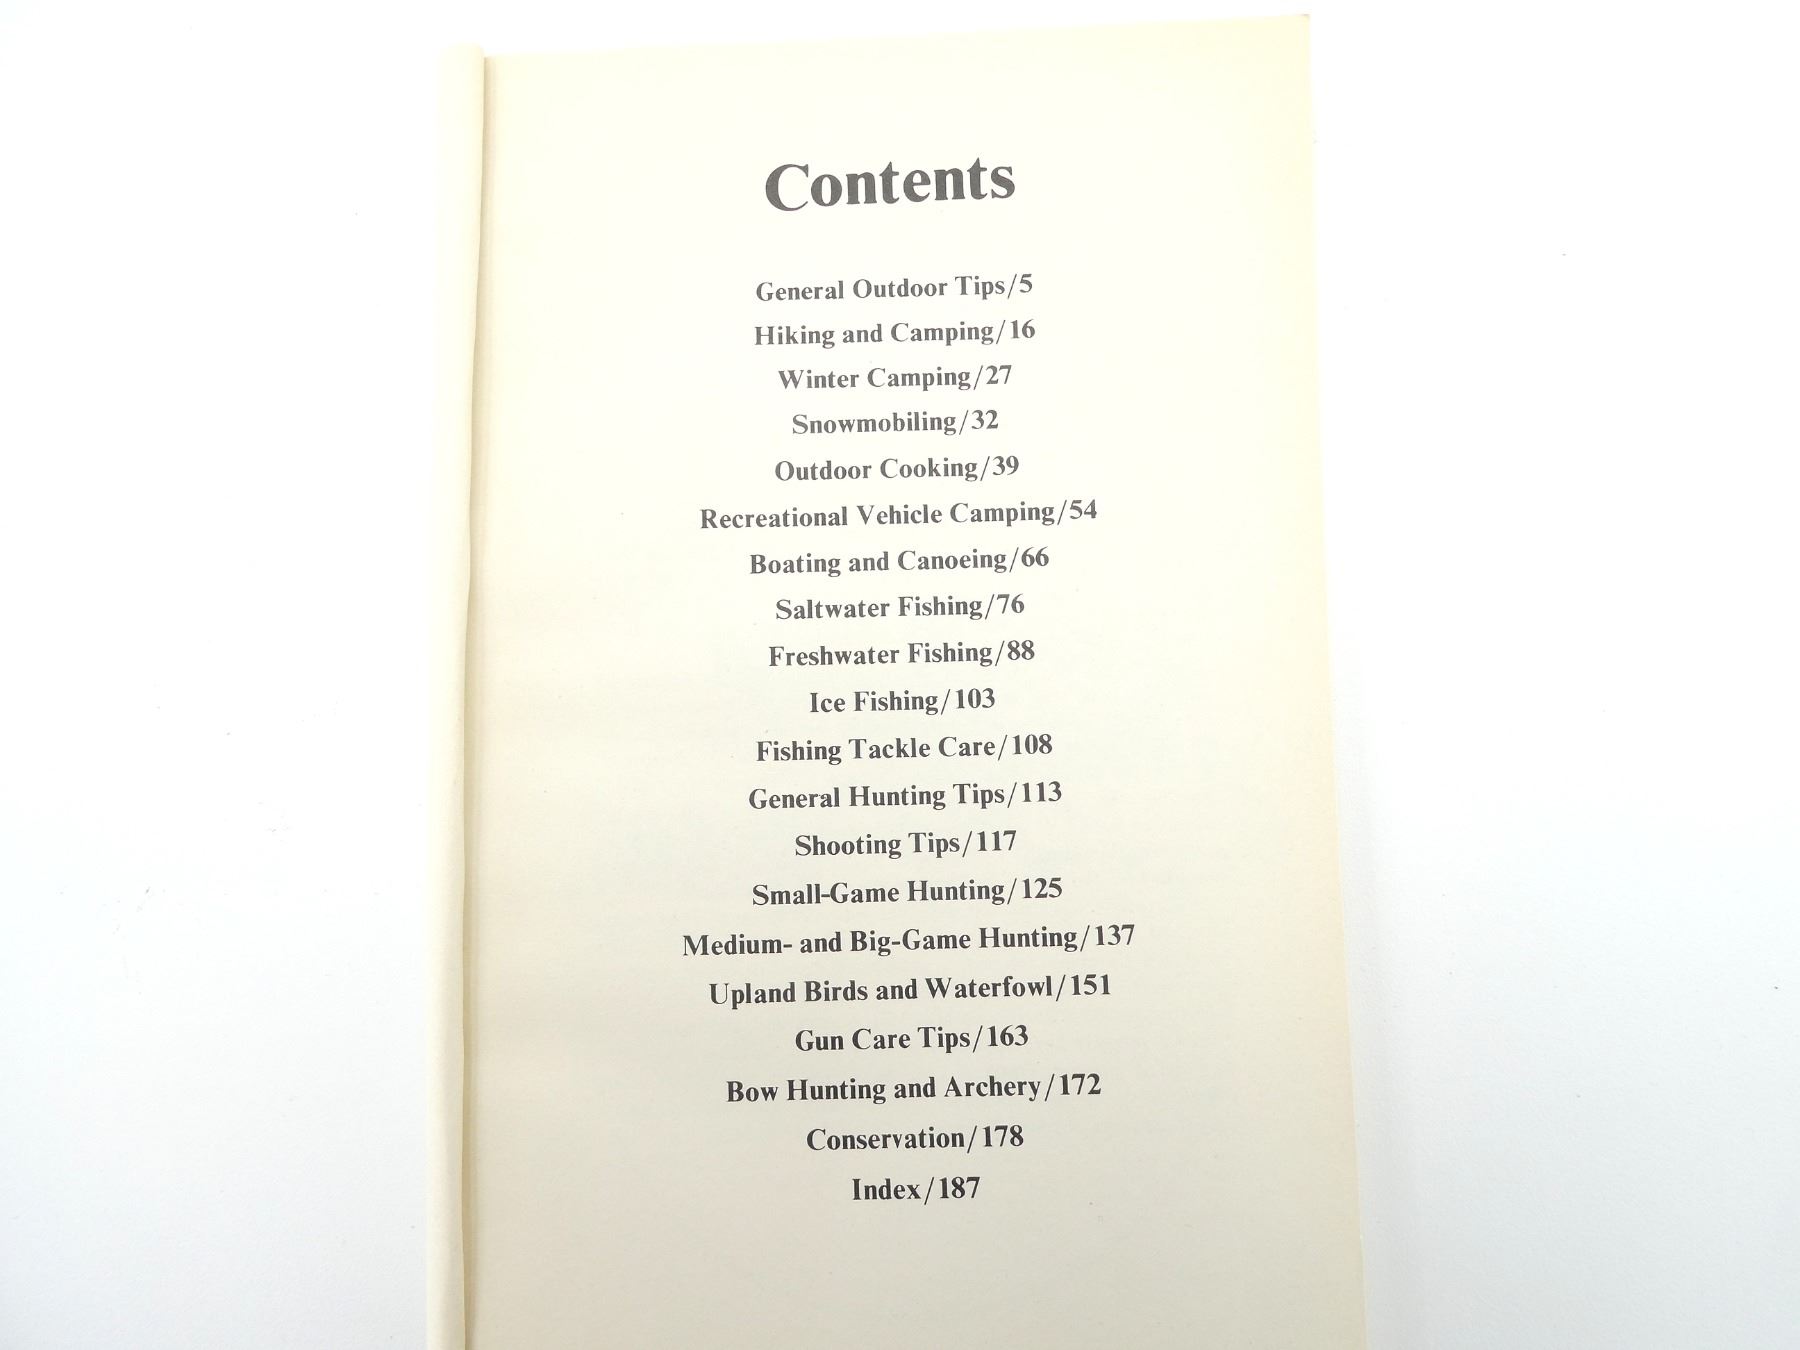 Contents
General Outdoor Tips/5
Hiking and Camping/16
Winter Camping/27
Snowmobiling/32
Outdoor Cooking/39
Recreational Vehicle Camping/54
Boating and Canoeing/66
Saltwater Fishing/76
Freshwater Fishing/88
Ice Fishing/103
Fishing Tackle Care/108
General Hunting Tips/113
Shooting Tips/117
Small-Game Hunting/125
Medium- and Big-Game Hunting/137
Upland Birds and Waterfowl/151
Gun Care Tips/163
Bow Hunting and Archery/172
Conservation/178
Index/187